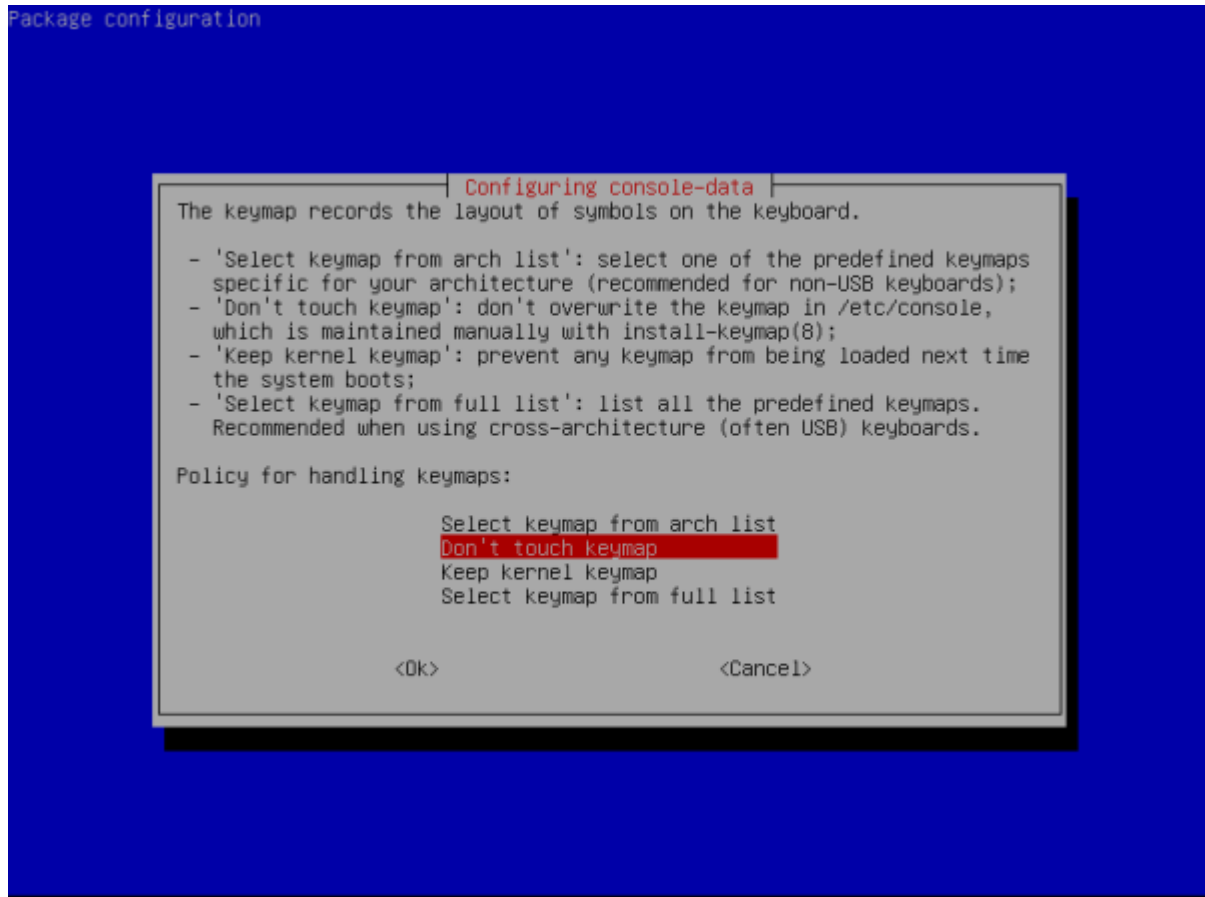 Package configuration
Configuring console-data
The keymap records the layout of symbols on the keyboard.
- 'Select keymap from arch list': select one of the predefined keymaps
specific for your architecture (recommended for non-USB keyboards);
- 'Don't touch keymap': don't overwrite the keymap in /etc/console,
which is maintained manually with install-keymap(8);
- 'Keep kernel keymap': prevent any keymap from being loaded next time
the system boots;
- 'Select keymap from full list': list all the predefined keymaps.
Recommended when using cross-architecture (often USB) keyboards.
Policy for handling keymaps:
Select keymap from arch list
Don't touch keymap
Keep kernel keymap
Select keymap from full list
<Ok> <Cancel>